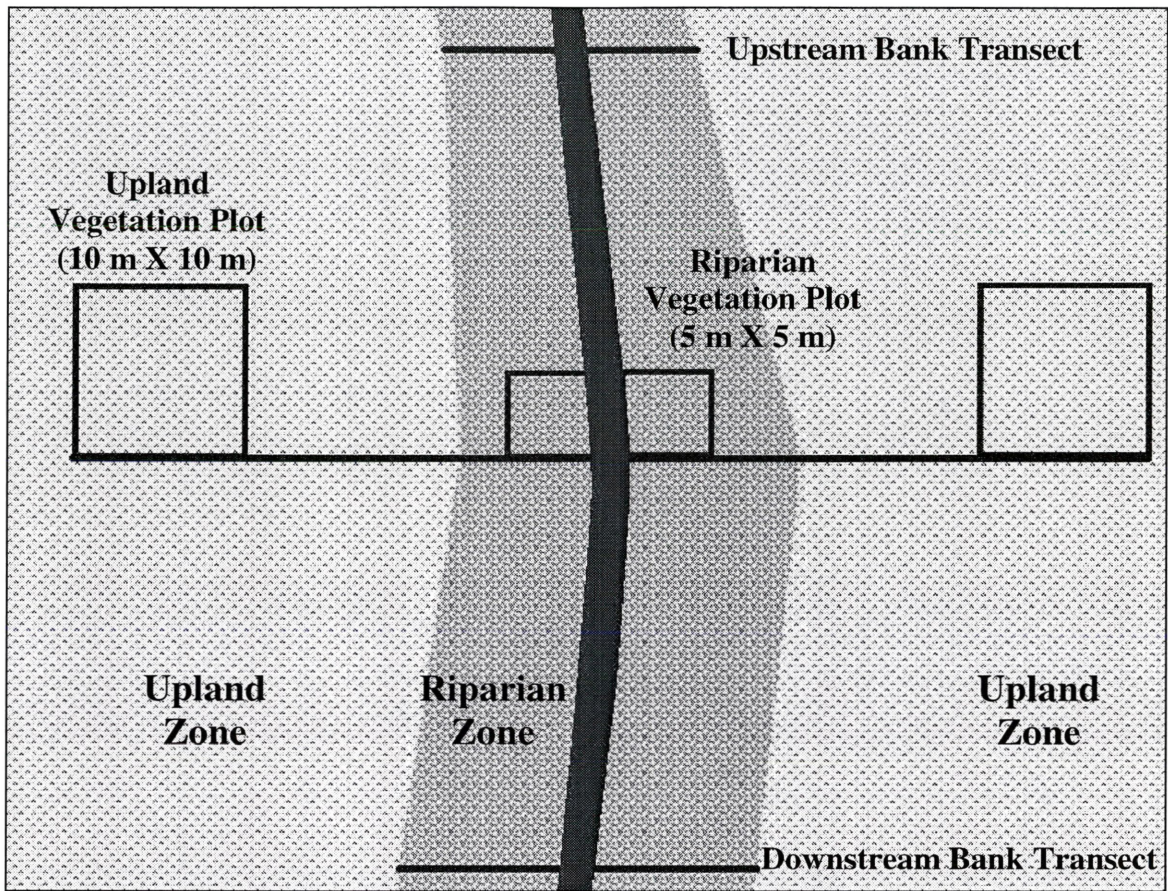 Upstream Bank Transect
Upland
Vegetation Plot
(10 m X 10 m)
Riparian
Vegetation Plot
(5 m X 5 m)
Upland
Zone
Riparian
Zone
Upland
Zone
Downstream Bank Transect